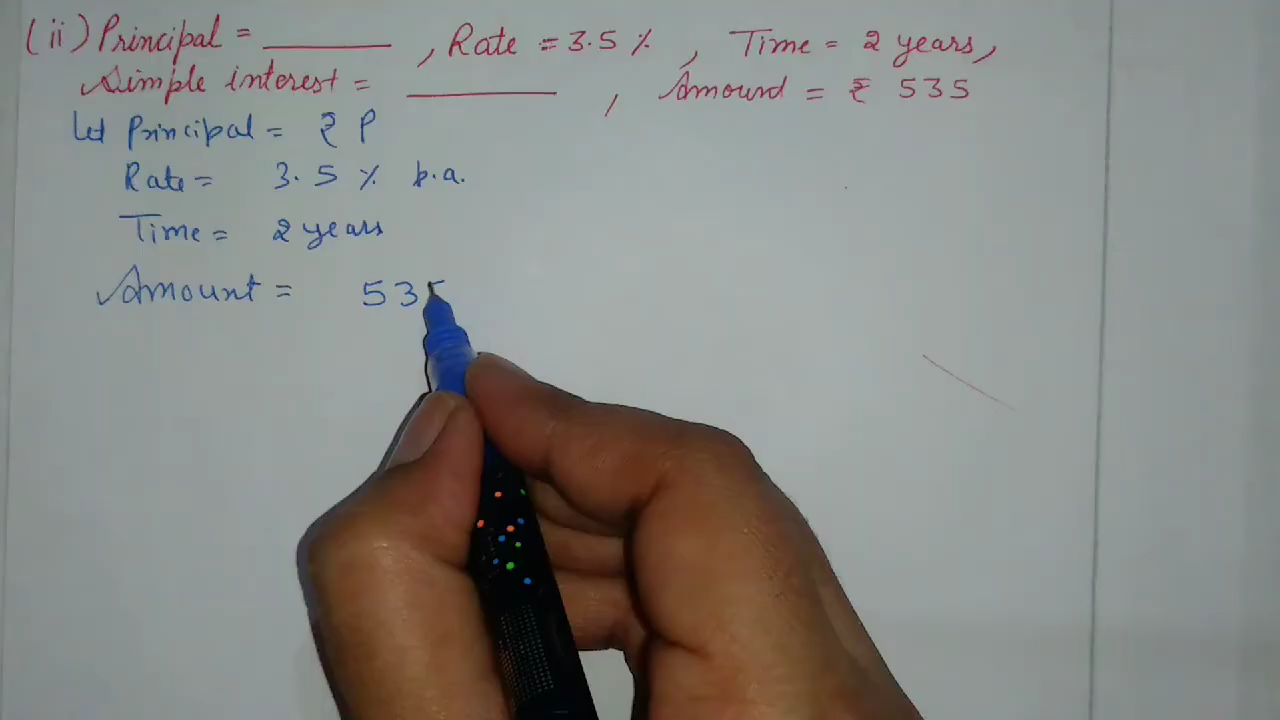 (ii) Principal = ________ , Rate = 3.5 % , Time = 2 years,
Simple interest = ________ , Amount = ₹ 535
Let Principal = ₹ P
Rate = 3.5 % p.a.
Time = 2 years
Amount = 535